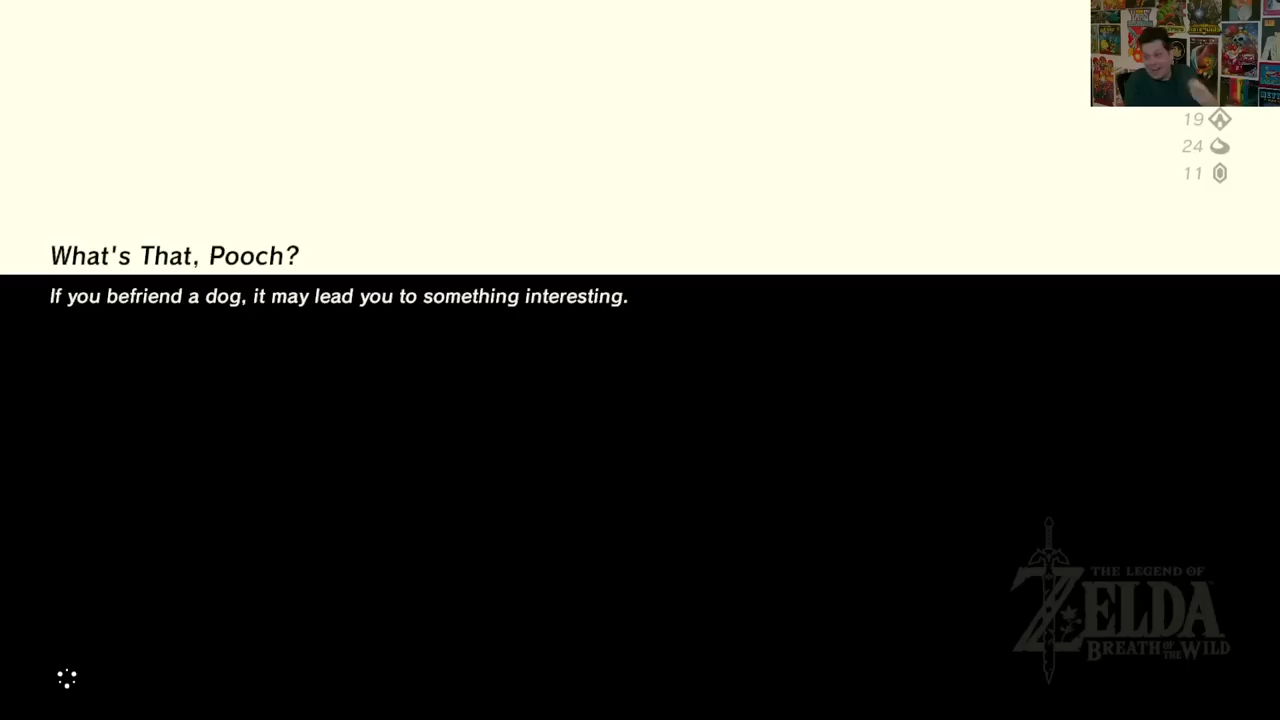 19
24
11
What's That, Pooch?
If you befriend a dog, it may lead you to something interesting.
THE LEGEND OF
ZELDA
BREATH OF THE WILD